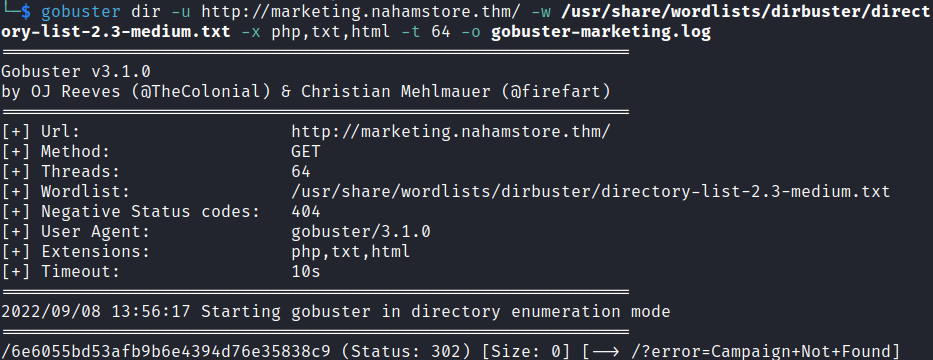 └─$ gobuster dir -u http://marketing.nahamstore.thm/ -w /usr/share/wordlists/dirbuster/direct
ory-list-2.3-medium.txt -x php,txt,html -t 64 -o gobuster-marketing.log
===============================================================
Gobuster v3.1.0
by OJ Reeves (@TheColonial) & Christian Mehlmauer (@firefart)
===============================================================
[+] Url:                     http://marketing.nahamstore.thm/
[+] Method:                  GET
[+] Threads:                 64
[+] Wordlist:                /usr/share/wordlists/dirbuster/directory-list-2.3-medium.txt
[+] Negative Status codes:   404
[+] User Agent:              gobuster/3.1.0
[+] Extensions:              php,txt,html
[+] Timeout:                 10s
===============================================================
2022/09/08 13:56:17 Starting gobuster in directory enumeration mode
===============================================================
/6e6055bd53afb9b6e4394d76e35838c9 (Status: 302) [Size: 0] [--> /?error=Campaign+Not+Found]